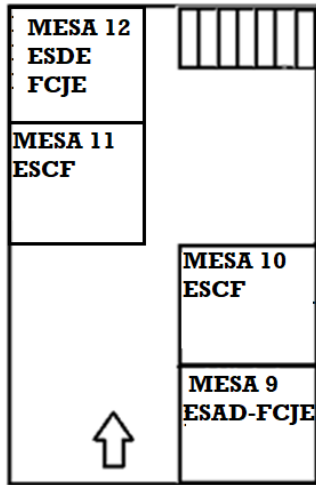 MESA 12
ESDE
FCJE
MESA 11
ESCF
MESA 10
ESCF
MESA 9
ESAD-FCJE